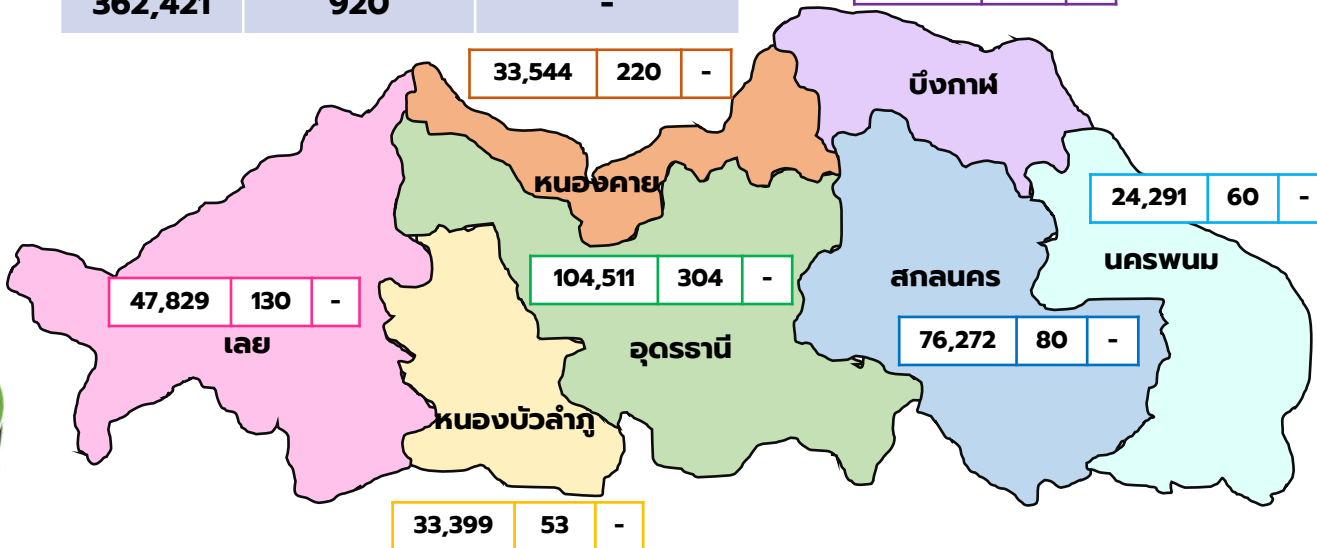 362,421 920 -
33,544 220 -
บึงกาฬ
หนองคาย
24,291 60 -
นครพนม
104,511 304 -
สกลนคร
47,829 130 -
เลย
อุดรธานี
76,272 80 -
หนองบัวลำภู
33,399 53 -